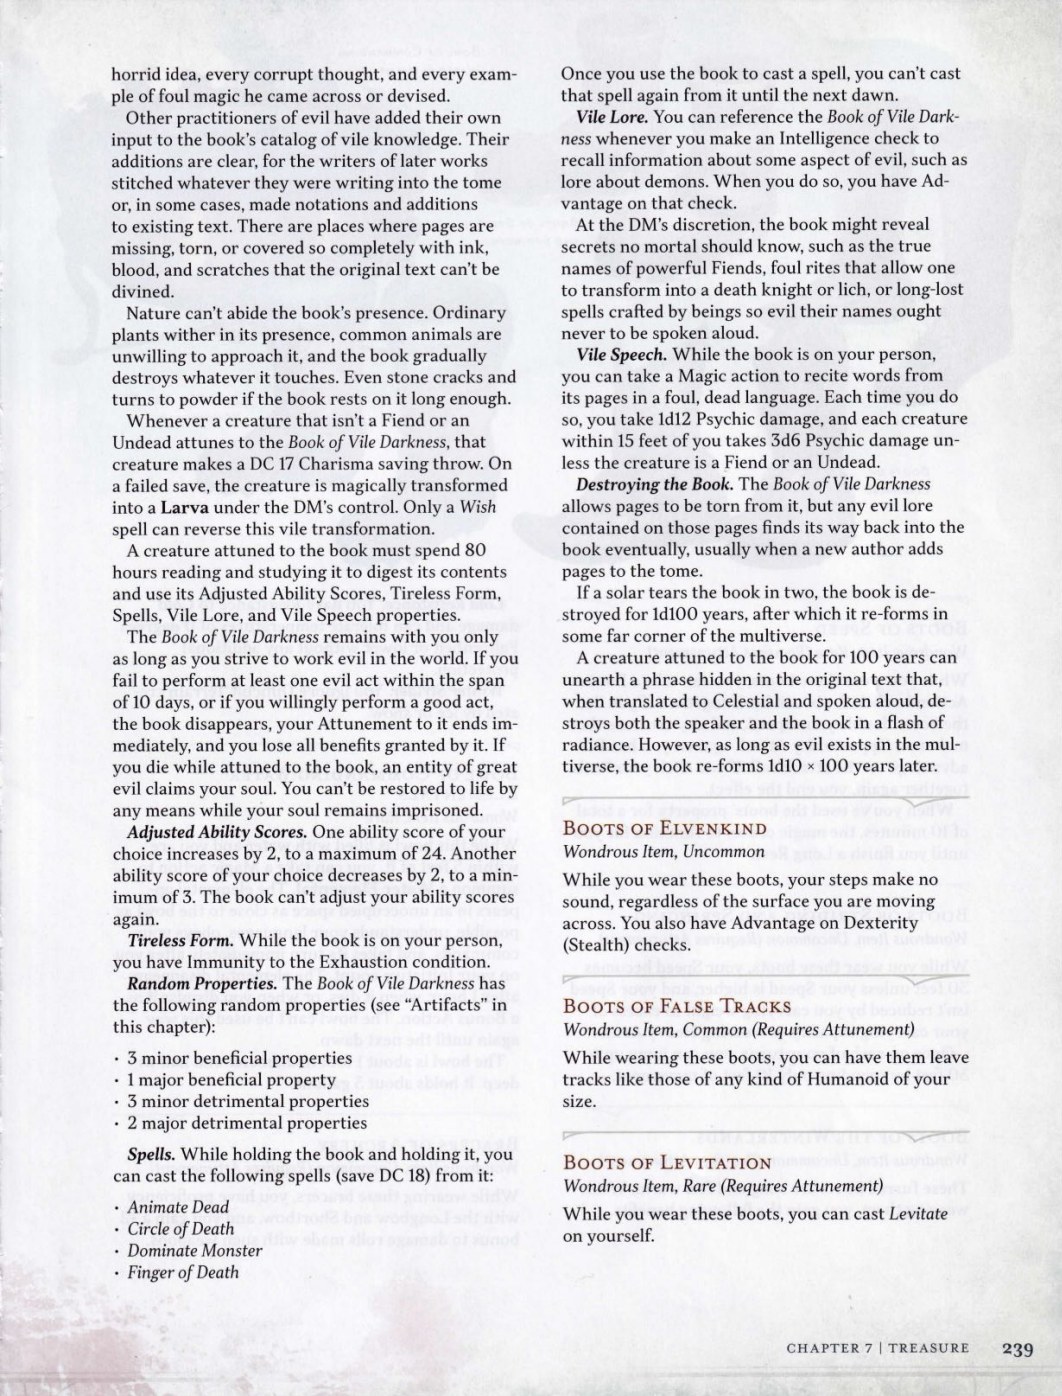 horrid idea, every corrupt thought, and every exam-
ple of foul magic he came across or devised.
Other practitioners of evil have added their own
input to the book's catalog of vile knowledge. Their
additions are clear, for the writers of later works
stitched whatever they were writing into the tome
or, in some cases, made notations and additions
to existing text. There are places where pages are
missing, torn, or covered so completely with ink,
blood, and scratches that the original text can't be
divined.
Nature can't abide the book's presence. Ordinary
plants wither in its presence, common animals are
unwilling to approach it, and the book gradually
destroys whatever it touches. Even stone cracks and
turns to powder if the book rests on it long enough.
Whenever a creature that isn't a Fiend or an
Undead attunes to the Book of Vile Darkness, that
creature makes a DC 17 Charisma saving throw. On
a failed save, the creature is magically transformed
into a Larva under the DM's control. Only a Wish
spell can reverse this vile transformation.
A creature attuned to the book must spend 80
hours reading and studying it to digest its contents
and use its Adjusted Ability Scores, Tireless Form,
Spells, Vile Lore, and Vile Speech properties.
The Book of Vile Darkness remains with you only
as long as you strive to work evil in the world. If you
fail to perform at least one evil act within the span
of 10 days, or if you willingly perform a good act,
the book disappears, your Attunement to it ends im-
mediately, and you lose all benefits granted by it. If
you die while attuned to the book, an entity of great
evil claims your soul. You can't be restored to life by
any means while your soul remains imprisoned.
Adjusted Ability Scores. One ability score of your
choice increases by 2, to a maximum of 24. Another
ability score of your choice decreases by 2, to a min-
imum of 3. The book can't adjust your ability scores
again.
Tireless Form. While the book is on your person,
you have Immunity to the Exhaustion condition.
Random Properties. The Book of Vile Darkness has
the following random properties (see "Artifacts" in
this chapter):
· 3 minor beneficial properties
· 1 major beneficial property
· 3 minor detrimental properties
· 2 major detrimental properties
Spells. While holding the book and holding it, you
can cast the following spells (save DC 18) from it:
· Animate Dead
· Circle of Death
· Dominate Monster
· Finger of Death
Once you use the book to cast a spell, you can't cast
that spell again from it until the next dawn.
Vile Lore. You can reference the Book of Vile Dark-
ness whenever you make an Intelligence check to
recall information about some aspect of evil, such as
lore about demons. When you do so, you have Ad-
vantage on that check.
At the DM's discretion, the book might reveal
secrets no mortal should know, such as the true
names of powerful Fiends, foul rites that allow one
to transform into a death knight or lich, or long-lost
spells crafted by beings so evil their names ought
never to be spoken aloud.
Vile Speech. While the book is on your person,
you can take a Magic action to recite words from
its pages in a foul, dead language. Each time you do
so, you take 1d12 Psychic damage, and each creature
within 15 feet of you takes 3d6 Psychic damage un-
less the creature is a Fiend or an Undead.
Destroying the Book. The Book of Vile Darkness
allows pages to be torn from it, but any evil lore
contained on those pages finds its way back into the
book eventually, usually when a new author adds
pages to the tome.
If a solar tears the book in two, the book is de-
stroyed for 1d100 years, after which it re-forms in
some far corner of the multiverse.
A creature attuned to the book for 100 years can
unearth a phrase hidden in the original text that,
when translated to Celestial and spoken aloud, de-
stroys both the speaker and the book in a flash of
radiance. However, as long as evil exists in the mul-
tiverse, the book re-forms 1d10 × 100 years later.
BOOTS OF ELVENKIND
Wondrous Item, Uncommon
While you wear these boots, your steps make no
sound, regardless of the surface you are moving
across. You also have Advantage on Dexterity
(Stealth) checks.
BOOTS OF FALSE TRACKS
Wondrous Item, Common (Requires Attunement)
While wearing these boots, you can have them leave
tracks like those of any kind of Humanoid of your
size.
BOOTS OF LEVITATION
Wondrous Item, Rare (Requires Attunement)
While you wear these boots, you can cast Levitate
on yourself.
CHAPTER 7 | TREASURE 239